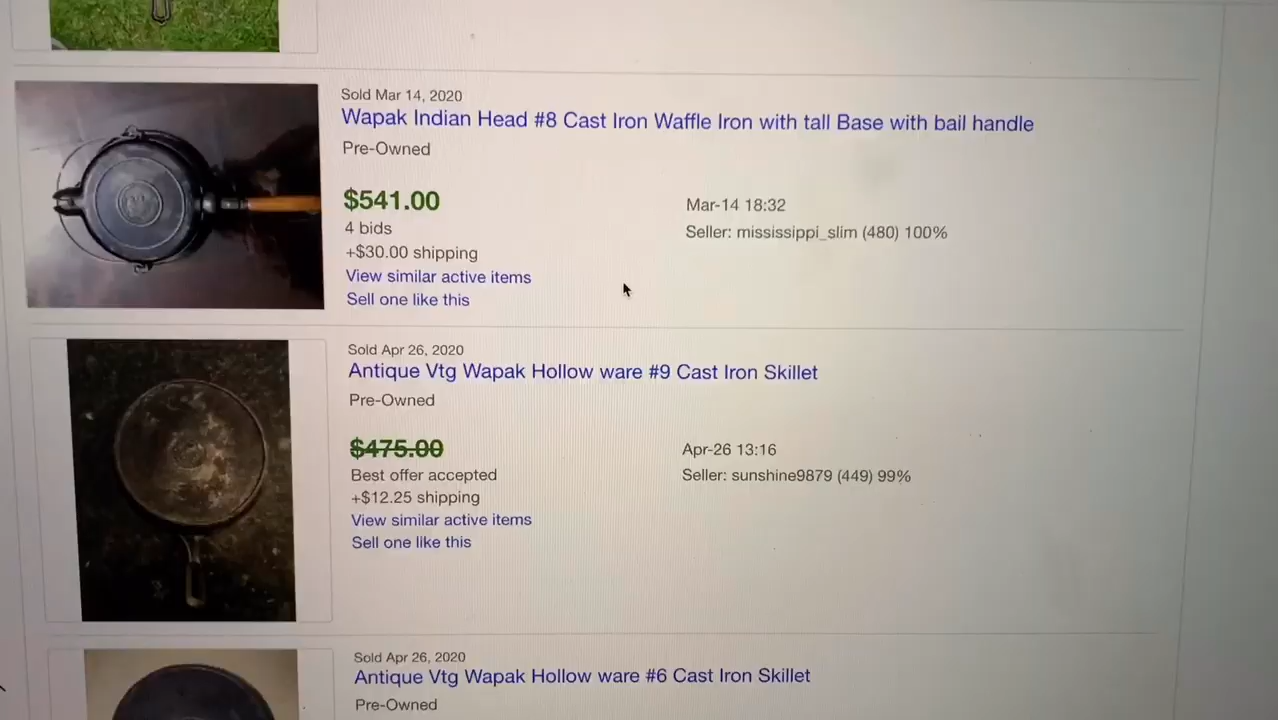 Sold Mar 14, 2020
Wapak Indian Head #8 Cast Iron Waffle Iron with tall Base with bail handle
Pre-Owned
$541.00
Mar-14 18:32
4 bids
Seller: mississippi_slim (480) 100%
+$30.00 shipping
View similar active items
Sell one like this
Sold Apr 26, 2020
Antique Vtg Wapak Hollow ware #9 Cast Iron Skillet
Pre-Owned
$475.00
Apr-26 13:16
Best offer accepted
Seller: sunshine9879 (449) 99%
+$12.25 shipping
View similar active items
Sell one like this
Sold Apr 26, 2020
Antique Vtg Wapak Hollow ware #6 Cast Iron Skillet
Pre-Owned